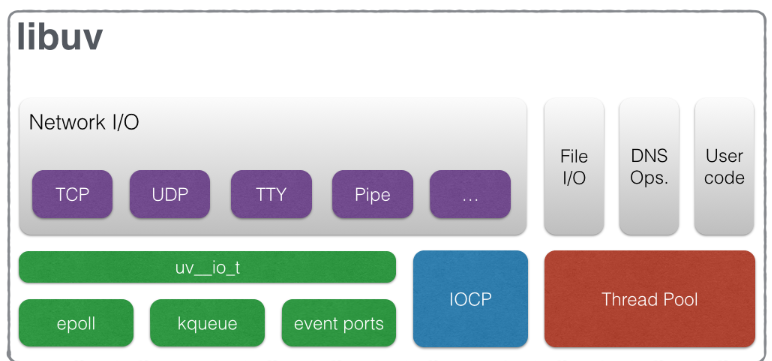 libuv
Network I/O
TCP
UDP
TTY
Pipe
...
File
I/O
DNS
Ops.
User
code
uv__io_t
epoll
kqueue
event ports
IOCP
Thread Pool